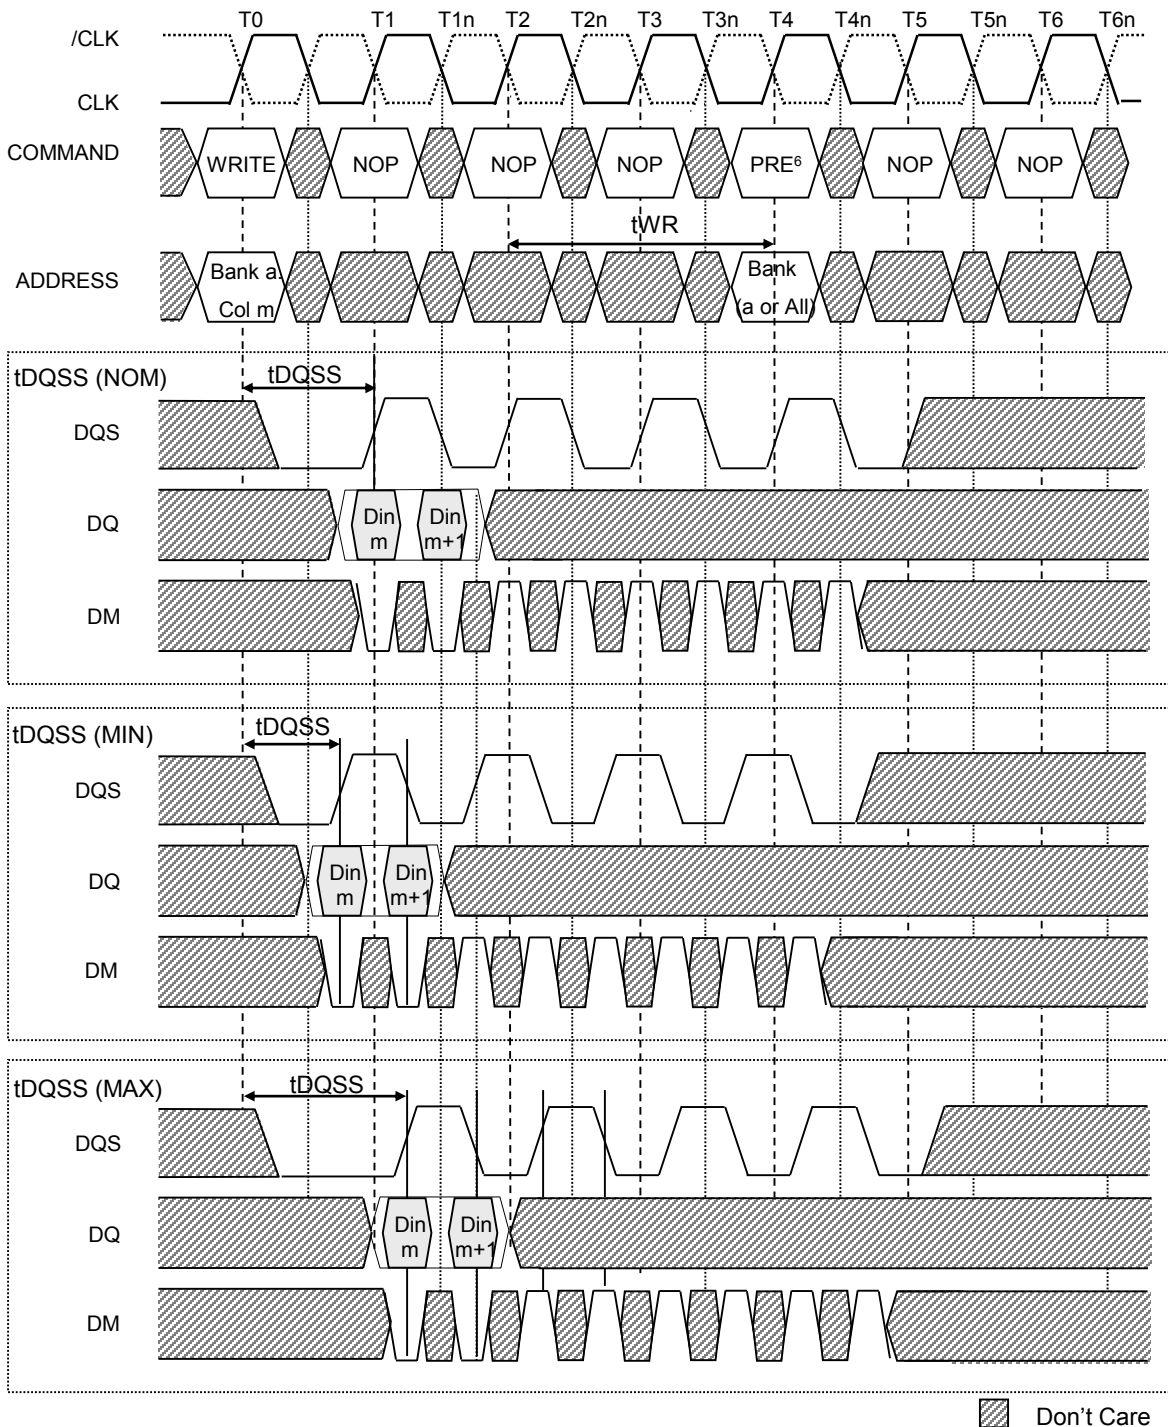 T0 T1 T1n T2 T2n T3 T3n T4 T4n T5 T5n T6 T6n
/CLK
CLK
COMMAND WRITE NOP NOP NOP PRE⁶ NOP NOP
tWR
ADDRESS
Bank a.
Col m
Bank
(a or All)
tDQSS (NOM) tDQSS
DQS
DQ
Din
m
Din
m+1
DM
tDQSS (MIN) tDQSS
DQS
DQ
Din
m
Din
m+1
DM
tDQSS (MAX) tDQSS
DQS
DQ
Din
m
Din
m+1
DM
Don't Care